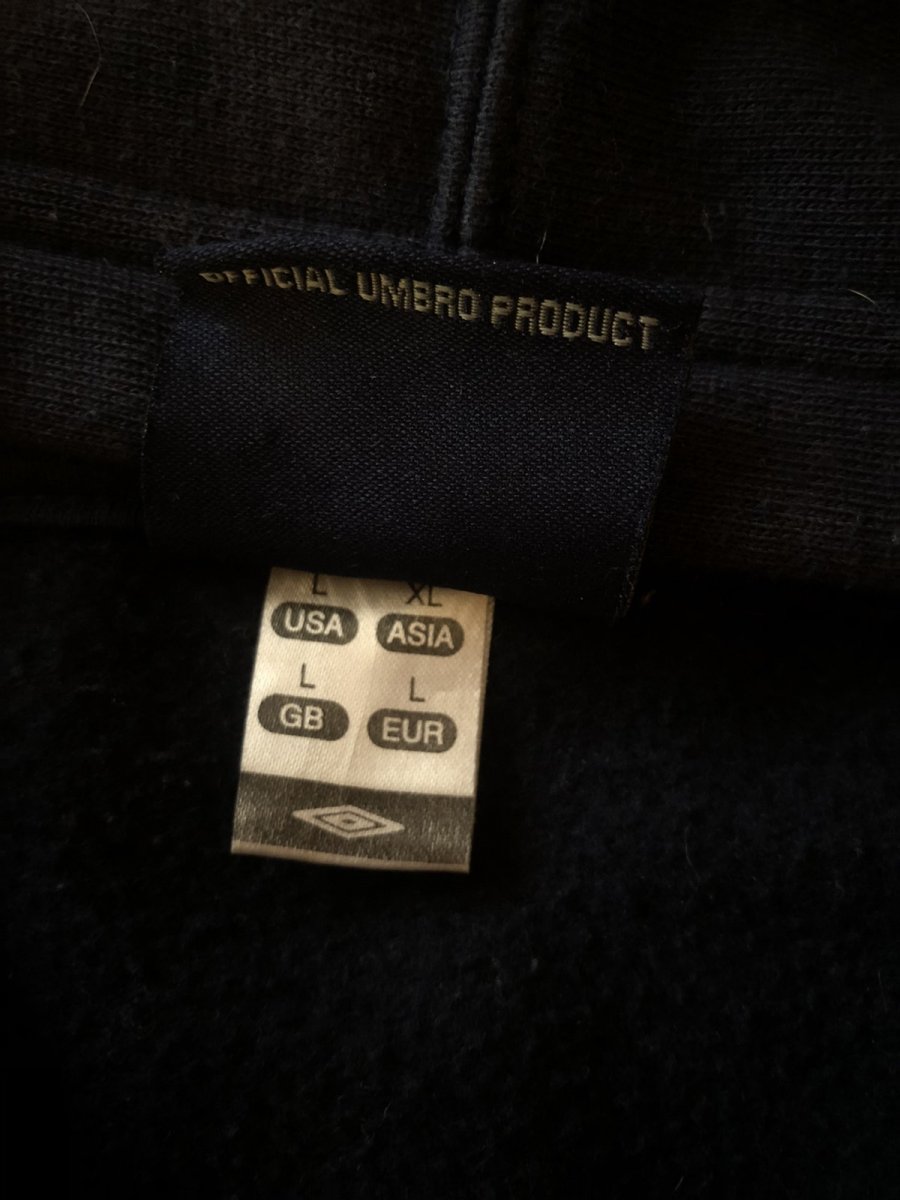 OFFICIAL UMBRO PRODUCT
L XL
USA ASIA
L L
GB EUR